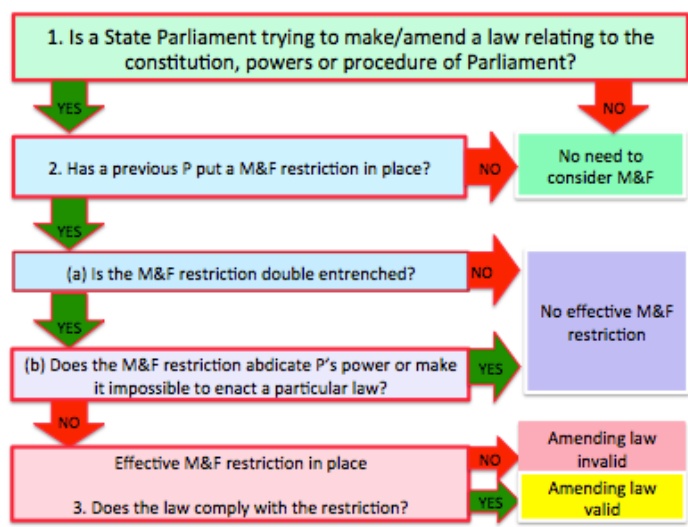 1. Is a State Parliament trying to make/amend a law relating to the
constitution, powers or procedure of Parliament?
YES
NO
2. Has a previous P put a M&F restriction in place?
NO
No need to
consider M&F
YES
(a) Is the M&F restriction double entrenched?
NO
No effective M&F
restriction
YES
(b) Does the M&F restriction abdicate P's power or make
it impossible to enact a particular law?
YES
NO
Effective M&F restriction in place
NO
Amending law
invalid
3. Does the law comply with the restriction?
YES
Amending law
valid